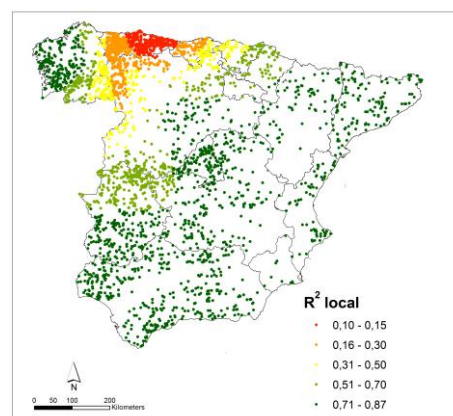 R² local
0,10 - 0,15
0,16 - 0,30
0,31 - 0,50
0,51 - 0,70
0,71 - 0,87
N
0 50 100 200
Kilometers